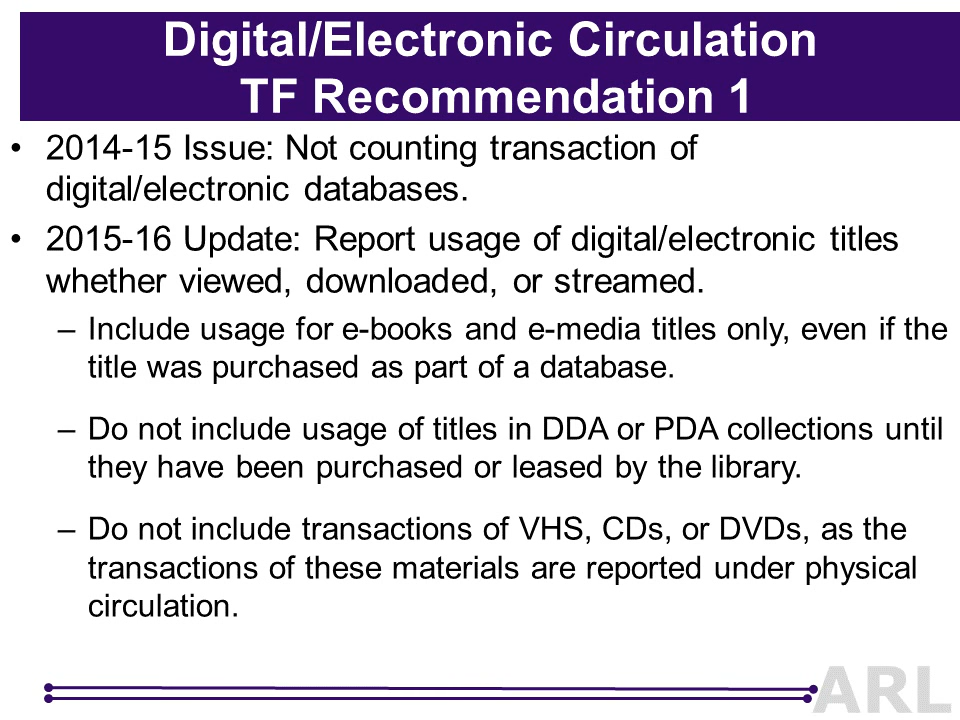 Digital/Electronic Circulation
TF Recommendation 1
• 2014-15 Issue: Not counting transaction of
digital/electronic databases.
• 2015-16 Update: Report usage of digital/electronic titles
whether viewed, downloaded, or streamed.
– Include usage for e-books and e-media titles only, even if the
title was purchased as part of a database.
– Do not include usage of titles in DDA or PDA collections until
they have been purchased or leased by the library.
– Do not include transactions of VHS, CDs, or DVDs, as the
transactions of these materials are reported under physical
circulation.
ARL